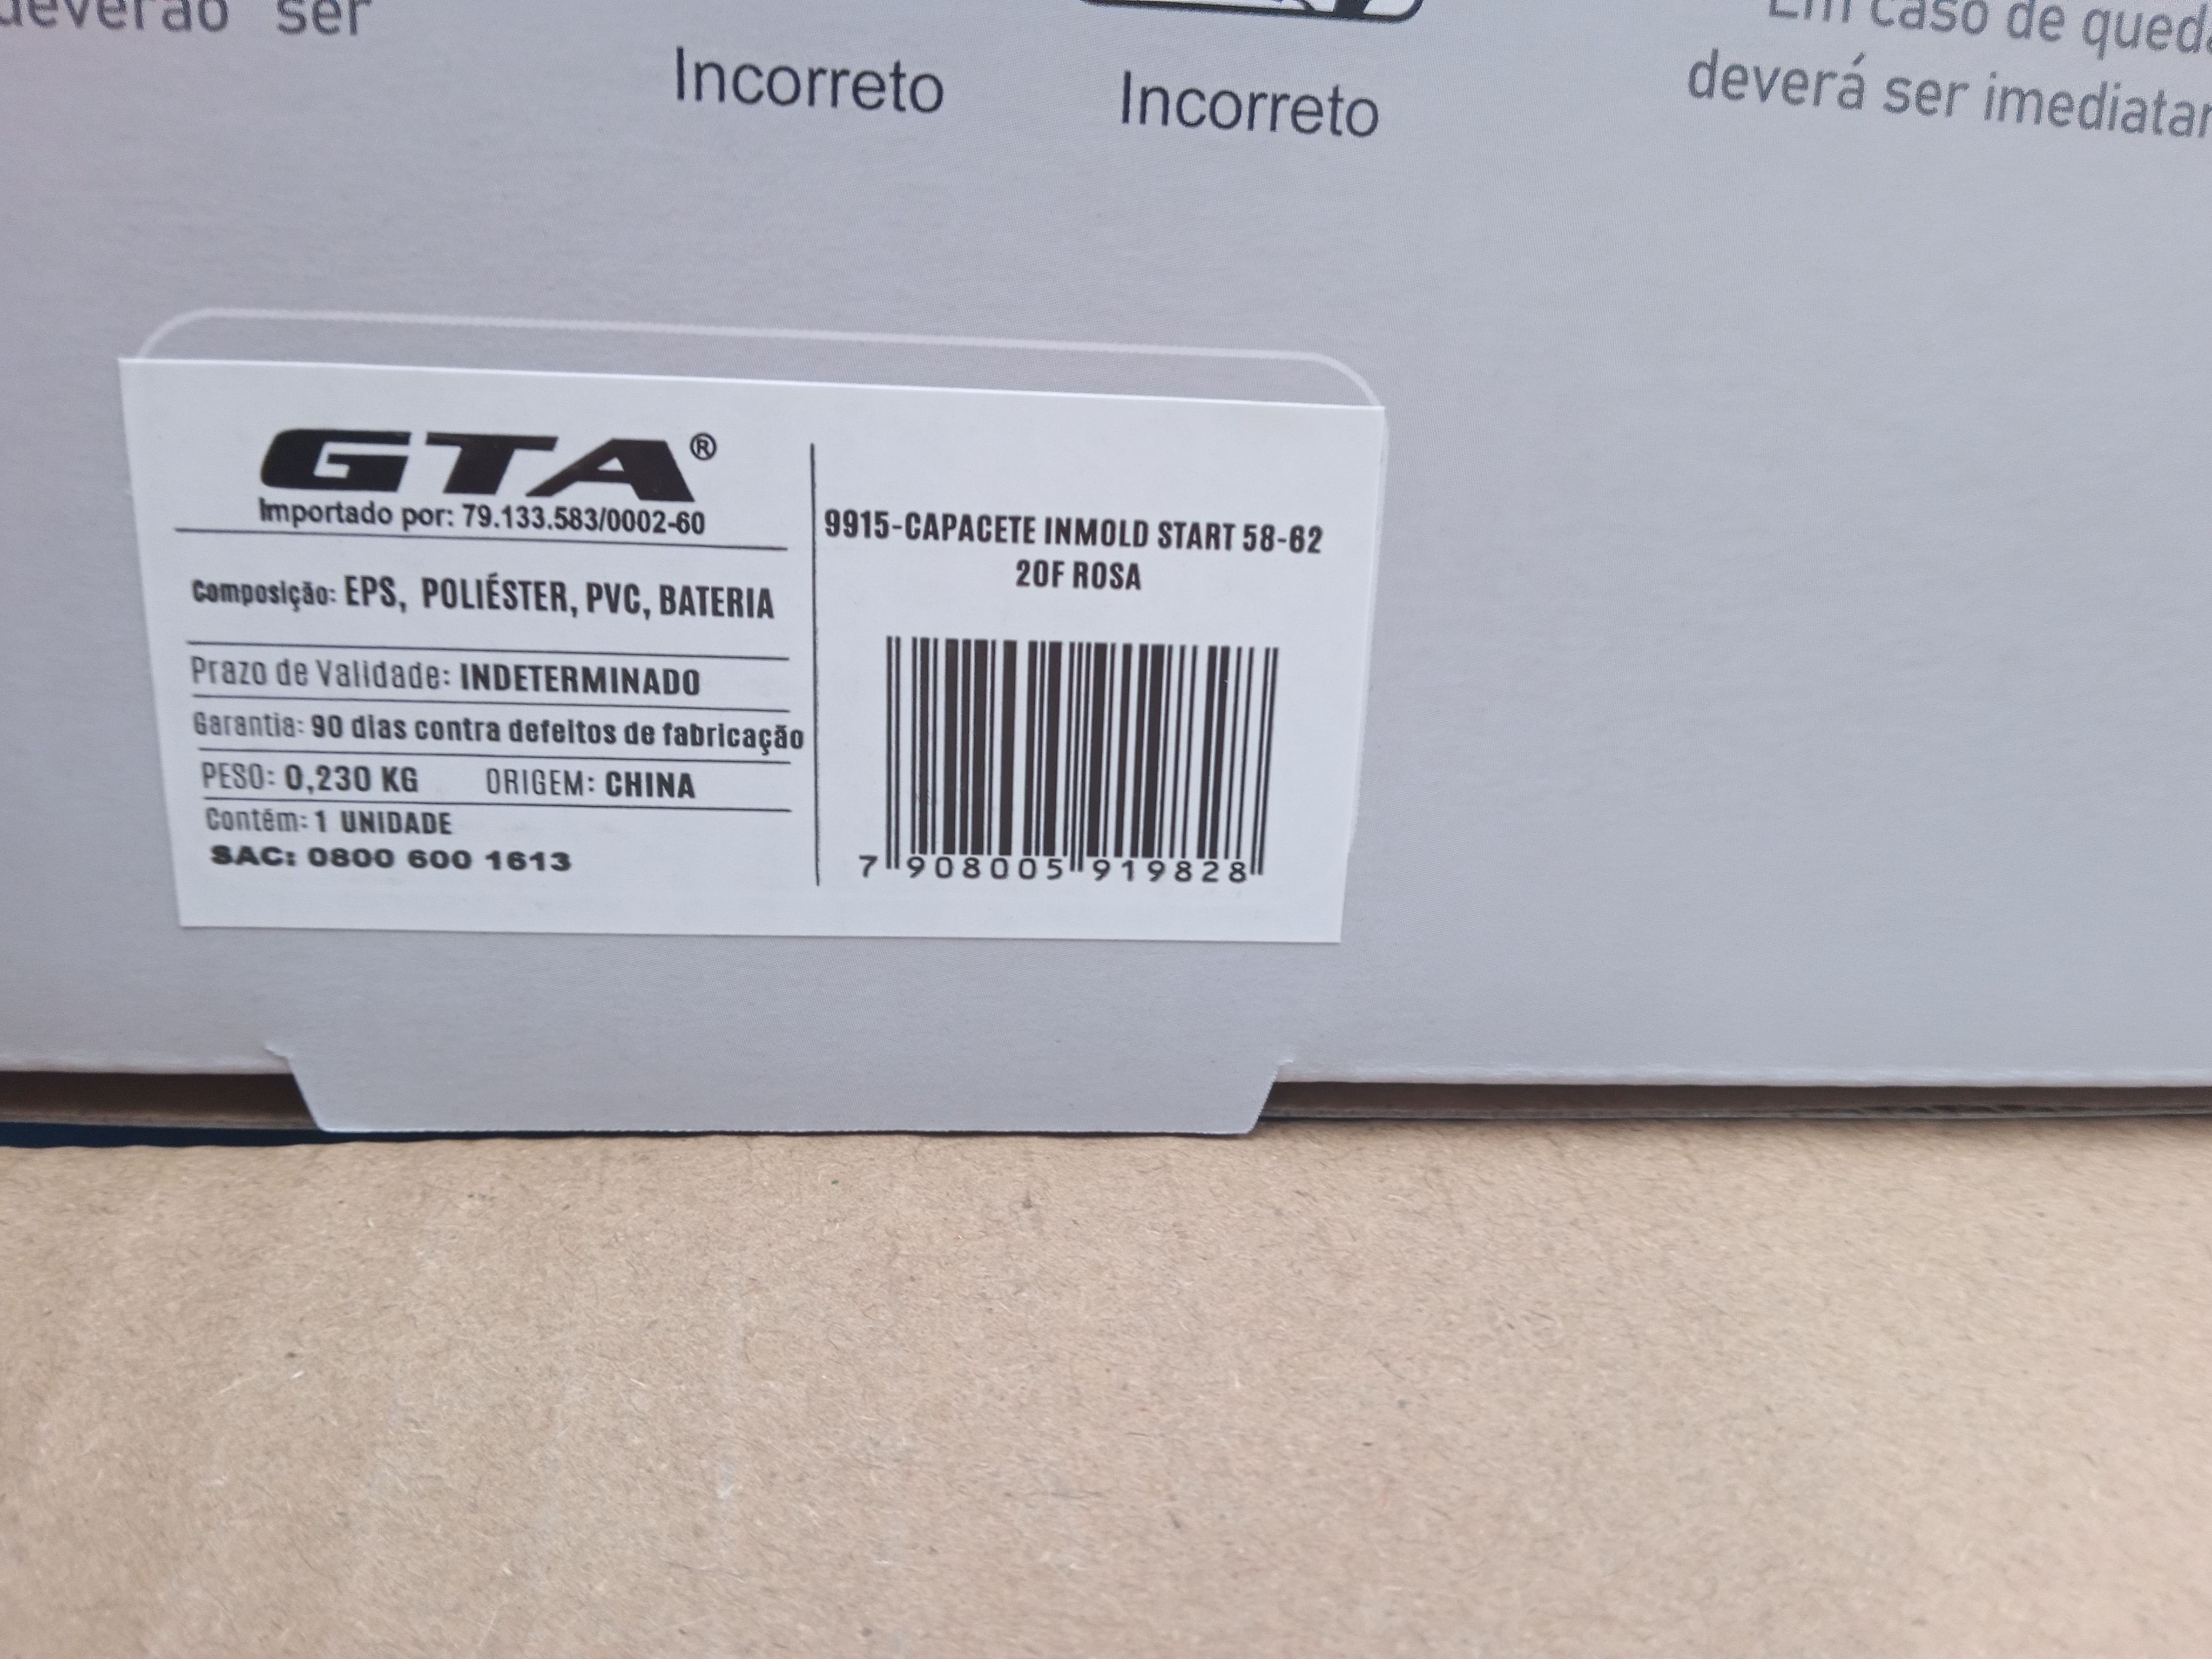 deverão ser
Incorreto
Incorreto
Em caso de queda
deverá ser
GTA®
Importado por: 79.133.583/0002-60
Composição: EPS, POLIÉSTER, PVC, BATERIA
Prazo de Validade: INDETERMINADO
Garantia: 90 dias contra defeitos de fabricação
PESO: 0,230 KG ORIGEM: CHINA
Contém: 1 UNIDADE
SAC: 0800 600 1613
9915-CAPACETE INMOLD START 58-62
20F ROSA
7 908005 919828